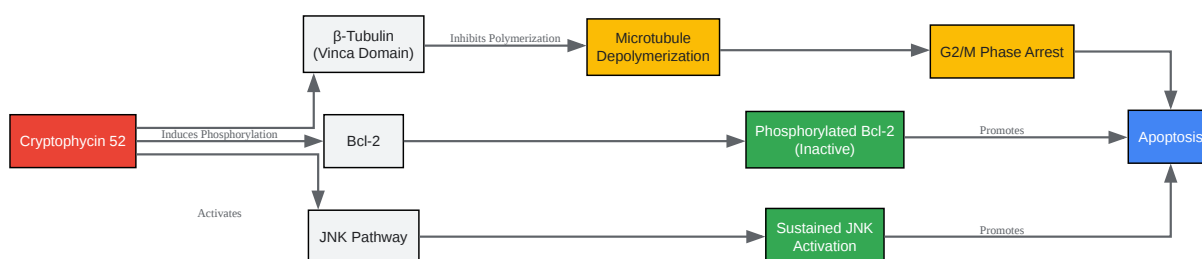 β-Tubulin
(Vinca Domain)
Inhibits Polymerization
Microtubule
Depolymerization
G2/M Phase Arrest
Cryptophycin 52
Induces Phosphorylation
Bcl-2
Phosphorylated Bcl-2
(Inactive)
Promotes
Apoptosis
Activates
JNK Pathway
Sustained JNK
Activation
Promotes